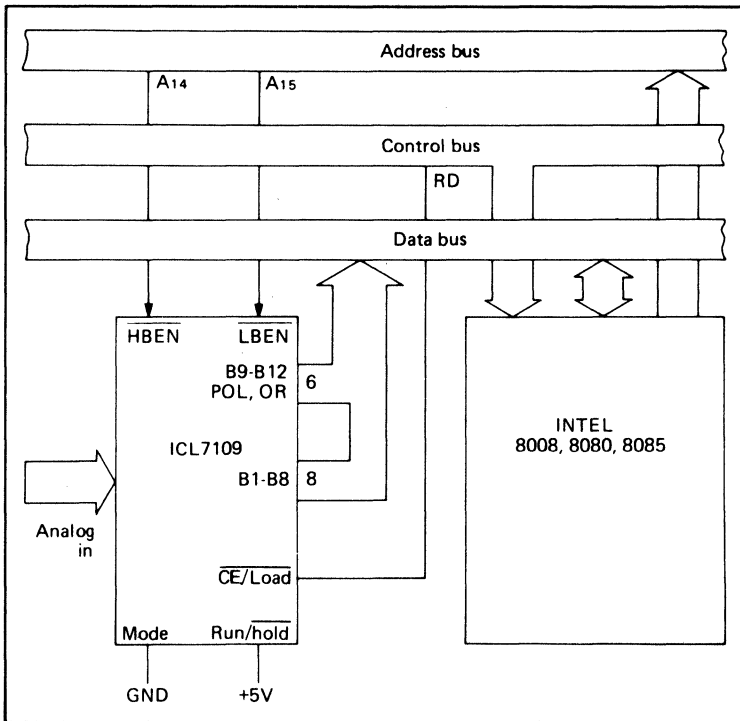 Address bus
A14
A15
Control bus
RD
Data bus
HBEN
LBEN
B9-B12
POL, OR
6
ICL7109
B1-B8
8
Analog
in
CE/Load
Mode
Run/hold
GND
+5V
INTEL
8008, 8080, 8085